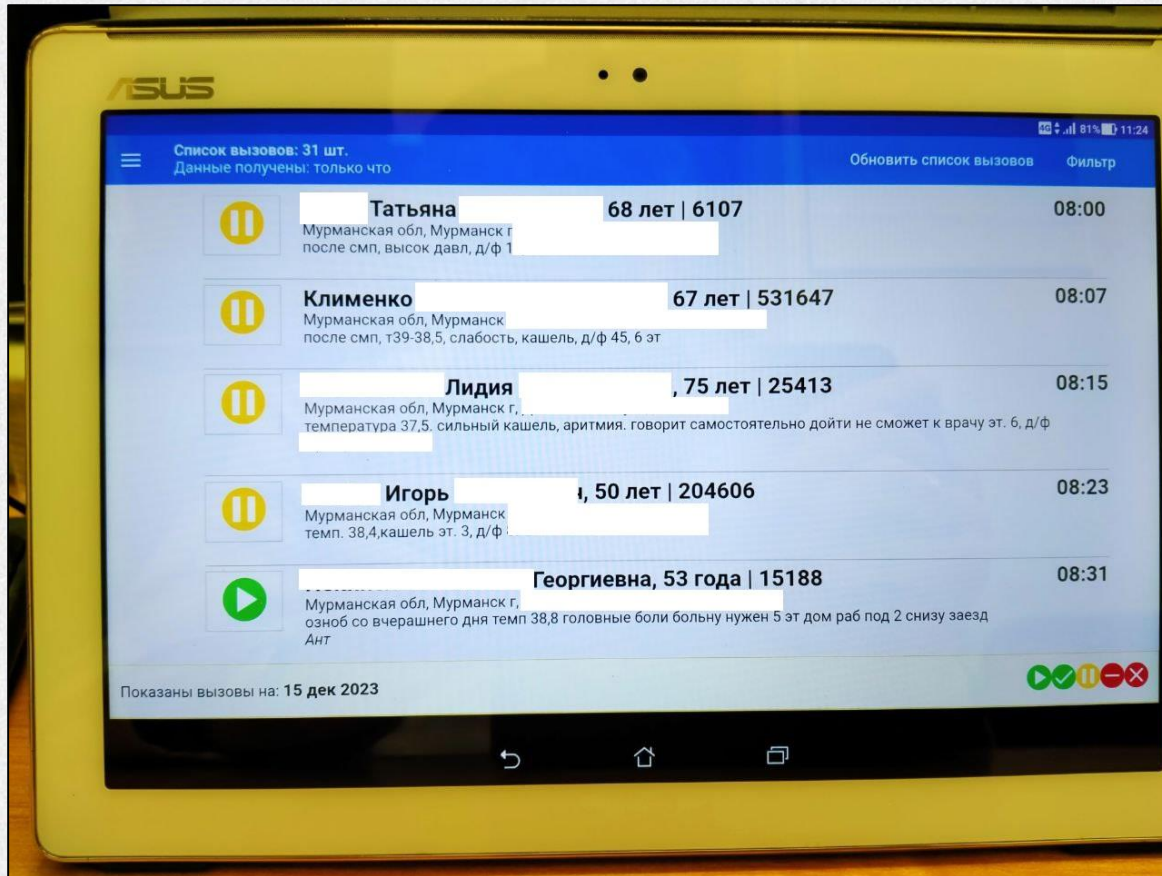 ASUS
4G 81% 11:24
Список вызовов: 31 шт.
Данные получены: только что
Обновить список вызовов Фильтр
Татьяна 68 лет | 6107 08:00
Мурманская обл, Мурманск г
после смп, высок давл, д/ф 1
Клименко 67 лет | 531647 08:07
Мурманская обл, Мурманск
после смп, т39-38,5, слабость, кашель, д/ф 45, 6 эт
Лидия , 75 лет | 25413 08:15
Мурманская обл, Мурманск г,
температура 37,5. сильный кашель, аритмия. говорит самостоятельно дойти не сможет к врачу эт. 6, д/ф
Игорь , 50 лет | 204606 08:23
Мурманская обл, Мурманск
темп. 38,4,кашель эт. 3, д/ф
Георгиевна, 53 года | 15188 08:31
Мурманская обл, Мурманск г,
озноб со вчерашнего дня темп 38,8 головные боли больну нужен 5 эт дом раб под 2 снизу заезд
Ант
Показаны вызовы на: 15 дек 2023